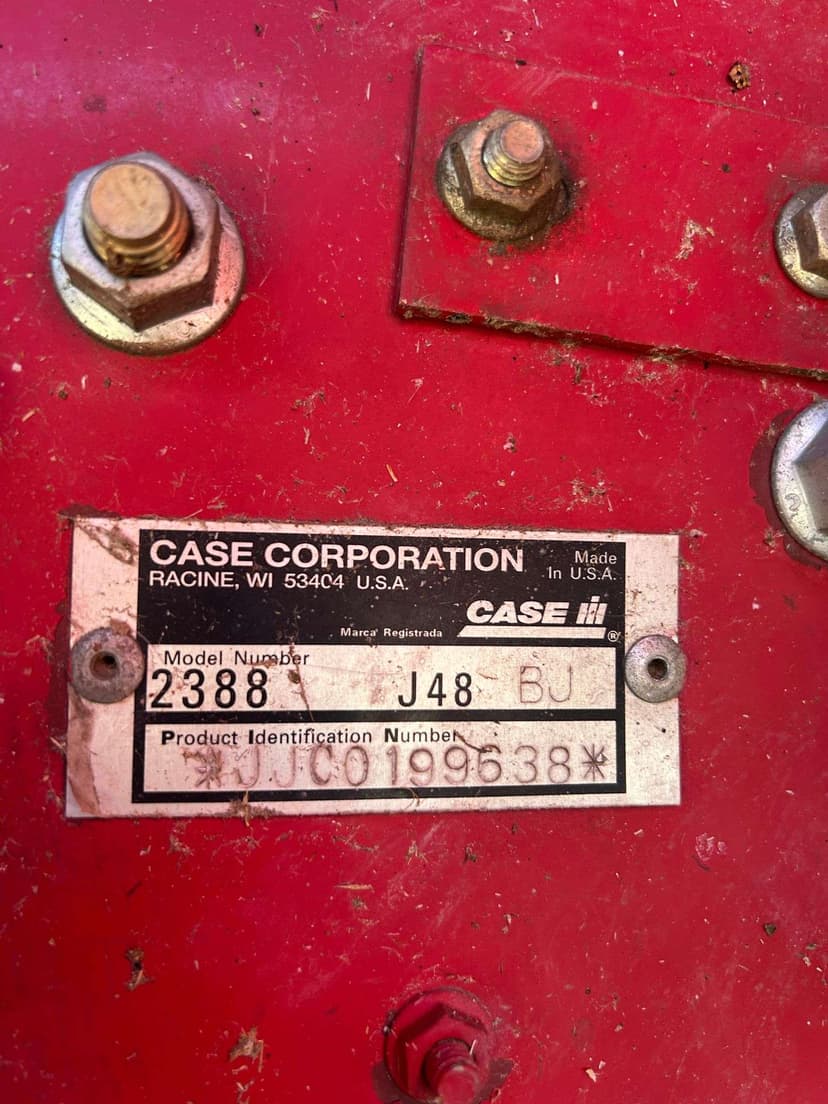 CASE CORPORATION
RACINE, WI 53404 U.S.A.
Made
In U.S.A.
CASE IH
®
Marca Registrada
Model Number
2388 J48 BJ
Product Identification Number
*JJC0199638*
2